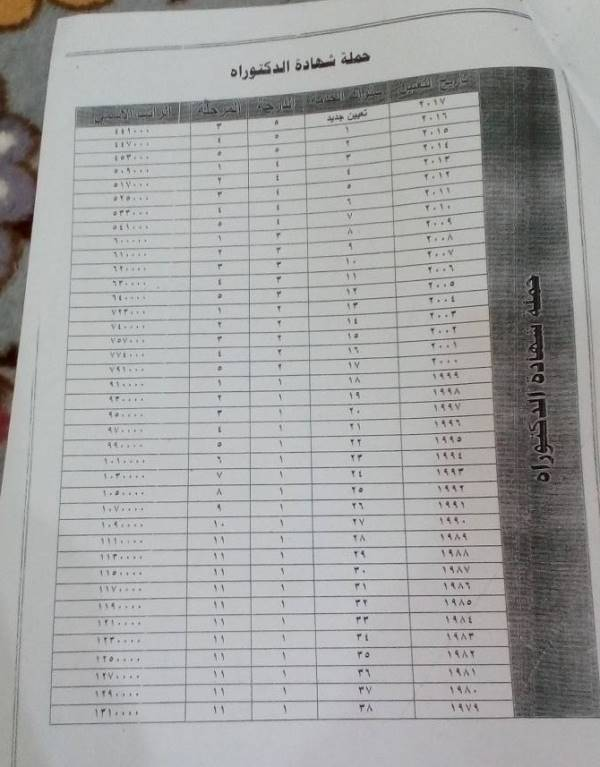 حملة شهادة الدكتوراه
تاريخ التعيين سنوات الخدمة الدرجة المرحلة الراتب الاسمي
٢٠١٧ تعيين جديد ٥ ٣ ٤٤١٠٠٠
٢٠١٦ ١ ٥ ٤ ٤٤٧٠٠٠
٢٠١٥ ٢ ٥ ٥ ٤٥٣٠٠٠
٢٠١٤ ٣ ٤ ١ ٥٠٩٠٠٠
٢٠١٣ ٤ ٤ ٢ ٥١٧٠٠٠
٢٠١٢ ٥ ٤ ٣ ٥٢٥٠٠٠
٢٠١١ ٦ ٤ ٤ ٥٣٣٠٠٠
٢٠١٠ ٧ ٤ ٥ ٥٤١٠٠٠
٢٠٠٩ ٨ ٣ ١ ٦٠٠٠٠٠
٢٠٠٨ ٩ ٣ ٢ ٦١٠٠٠٠
٢٠٠٧ ١٠ ٣ ٣ ٦٢٠٠٠٠
٢٠٠٦ ١١ ٣ ٤ ٦٣٠٠٠٠
٢٠٠٥ ١٢ ٣ ٥ ٦٤٠٠٠٠
٢٠٠٤ ١٣ ٢ ١ ٧٢٣٠٠٠
٢٠٠٣ ١٤ ٢ ٢ ٧٤٠٠٠٠
٢٠٠٢ ١٥ ٢ ٣ ٧٥٧٠٠٠
٢٠٠١ ١٦ ٢ ٤ ٧٧٤٠٠٠
٢٠٠٠ ١٧ ٢ ٥ ٧٩١٠٠٠
١٩٩٩ ١٨ ١ ١ ٩١٠٠٠٠
١٩٩٨ ١٩ ١ ٢ ٩٣٠٠٠٠
١٩٩٧ ٢٠ ١ ٣ ٩٥٠٠٠٠
١٩٩٦ ٢١ ١ ٤ ٩٧٠٠٠٠
١٩٩٥ ٢٢ ١ ٥ ٩٩٠٠٠٠
١٩٩٤ ٢٣ ١ ٦ ١٠١٠٠٠٠
١٩٩٣ ٢٤ ١ ٧ ١٠٣٠٠٠٠
١٩٩٢ ٢٥ ١ ٨ ١٠٥٠٠٠٠
١٩٩١ ٢٦ ١ ٩ ١٠٧٠٠٠٠
١٩٩٠ ٢٧ ١ ١٠ ١٠٩٠٠٠٠
١٩٨٩ ٢٨ ١ ١١ ١١١٠٠٠٠
١٩٨٨ ٢٩ ١ ١١ ١١٣٠٠٠٠
١٩٨٧ ٣٠ ١ ١١ ١١٥٠٠٠٠
١٩٨٦ ٣١ ١ ١١ ١١٧٠٠٠٠
١٩٨٥ ٣٢ ١ ١١ ١١٩٠٠٠٠
١٩٨٤ ٣٣ ١ ١١ ١٢١٠٠٠٠
١٩٨٣ ٣٤ ١ ١١ ١٢٣٠٠٠٠
١٩٨٢ ٣٥ ١ ١١ ١٢٥٠٠٠٠
١٩٨١ ٣٦ ١ ١١ ١٢٧٠٠٠٠
١٩٨٠ ٣٧ ١ ١١ ١٢٩٠٠٠٠
١٩٧٩ ٣٨ ١ ١١ ١٣١٠٠٠٠
حملة شهادة الدكتوراه